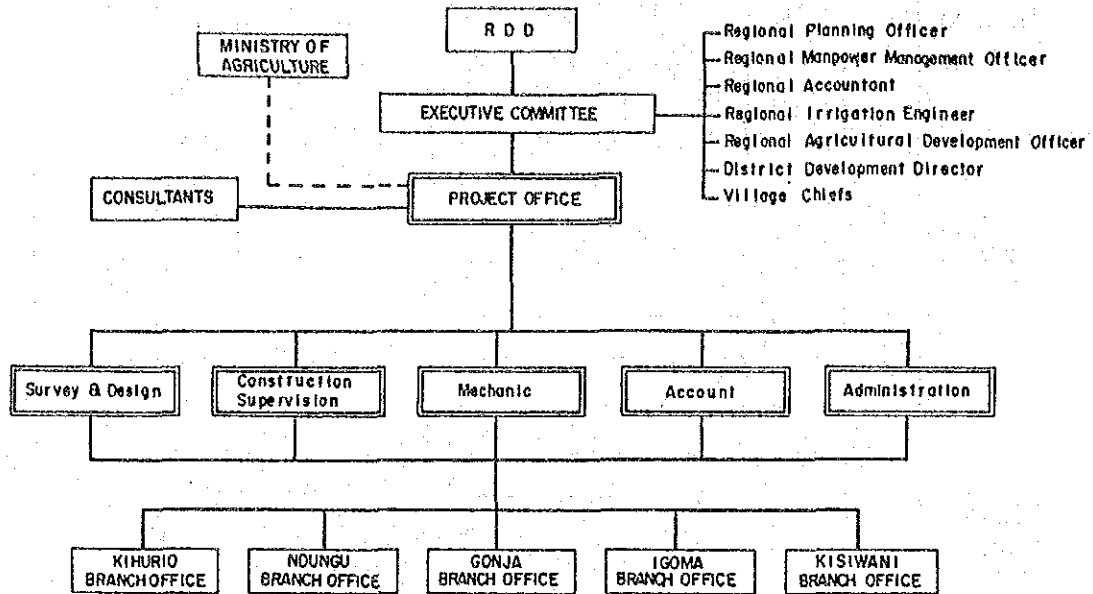 R D D
MINISTRY OF
AGRICULTURE
EXECUTIVE COMMITTEE
Regional Planning Officer
Regional Manpower Management Officer
Regional Accountant
Regional Irrigation Engineer
Regional Agricultural Development Officer
District Development Director
Village Chiefs
CONSULTANTS
PROJECT OFFICE
Survey & Design
Construction
Supervision
Mechanic
Account
Administration
KIHURIO
BRANCH OFFICE
NDUNGU
BRANCH OFFICE
GONJA
BRANCH OFFICE
IGOMA
BRANCH OFFICE
KISIWANI
BRANCH OFFICE